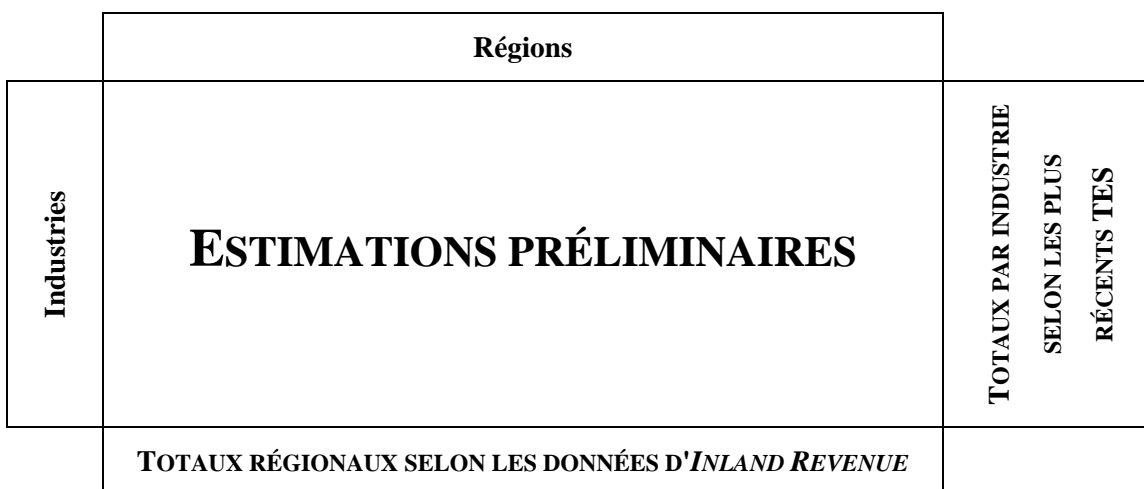 Régions
Industries
ESTIMATIONS PRÉLIMINAIRES
TOTAUX PAR INDUSTRIE
SELON LES PLUS
RÉCENTS TES
TOTAUX RÉGIONAUX SELON LES DONNÉES D'INLAND REVENUE